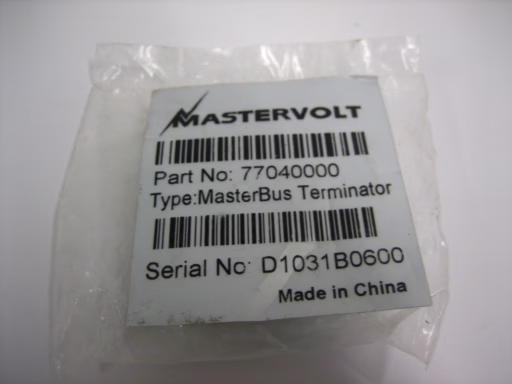 MASTERVOLT
Part No: 77040000
Type:MasterBus Terminator
Serial No: D1031B0600
Made in China